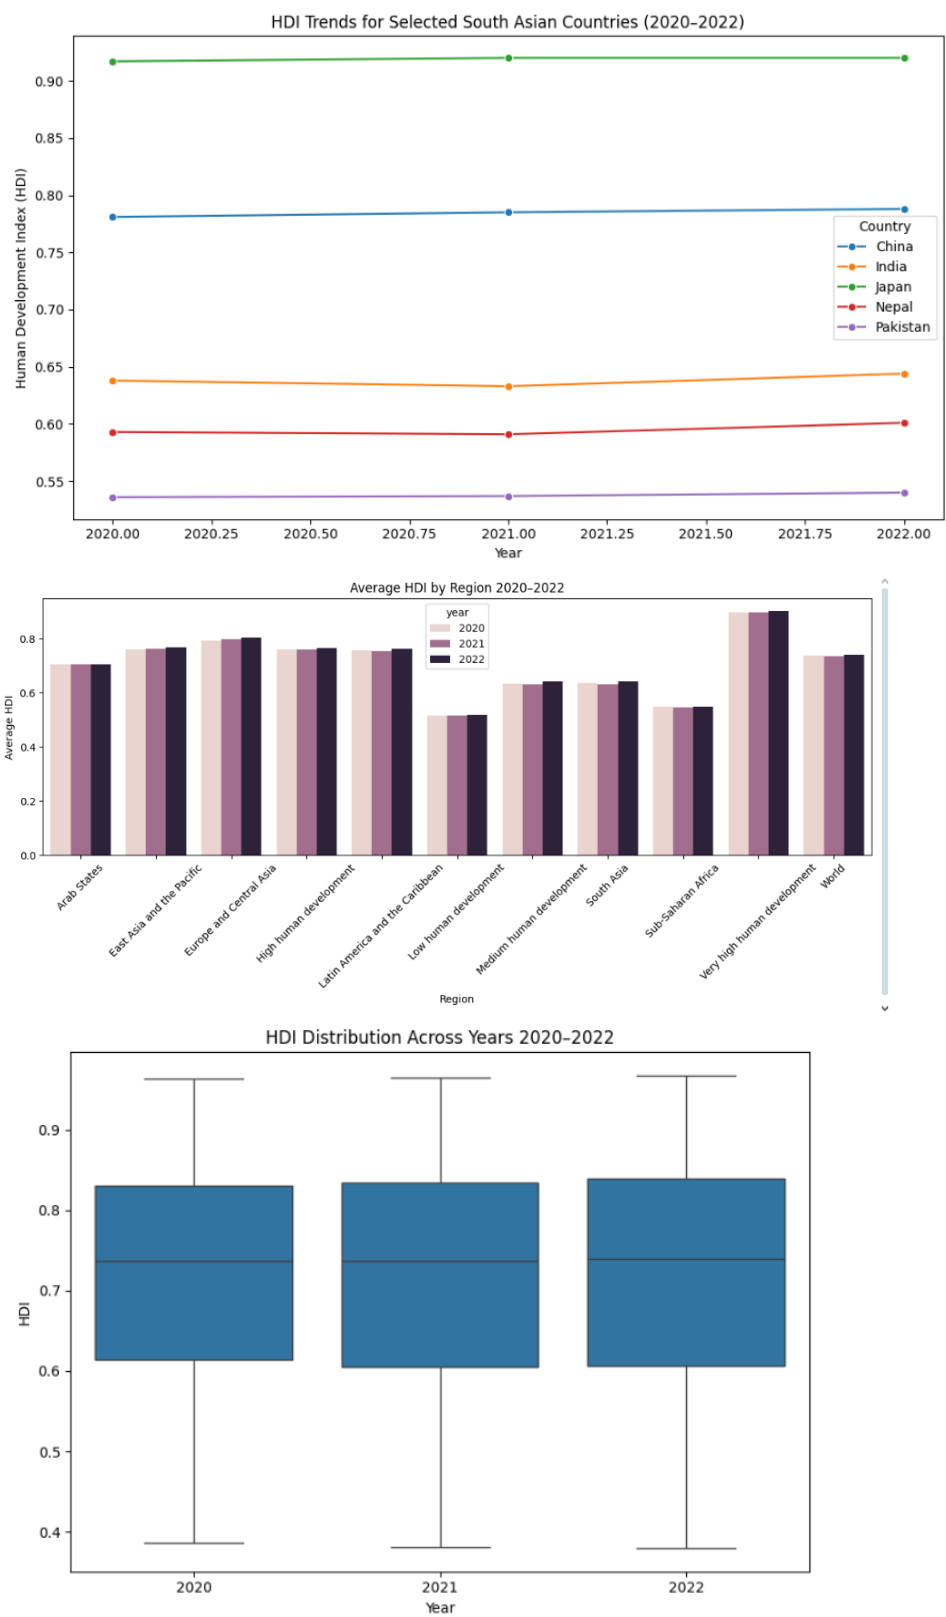 HDI Trends for Selected South Asian Countries (2020–2022)
Human Development Index (HDI)
0.90
0.85
0.80
0.75
0.70
0.65
0.60
0.55
Country
China
India
Japan
Nepal
Pakistan
2020.00 2020.25 2020.50 2020.75 2021.00 2021.25 2021.50 2021.75 2022.00
Year
Average HDI by Region 2020–2022
Average HDI
0.8
0.6
0.4
0.2
0.0
year
2020
2021
2022
Arab States
East Asia and the Pacific
Europe and Central Asia
High human development
Latin America and the Caribbean
Low human development
Medium human development
South Asia
Sub-Saharan Africa
Very high human development
World
Region
HDI Distribution Across Years 2020–2022
HDI
0.9
0.8
0.7
0.6
0.5
0.4
2020 2021 2022
Year